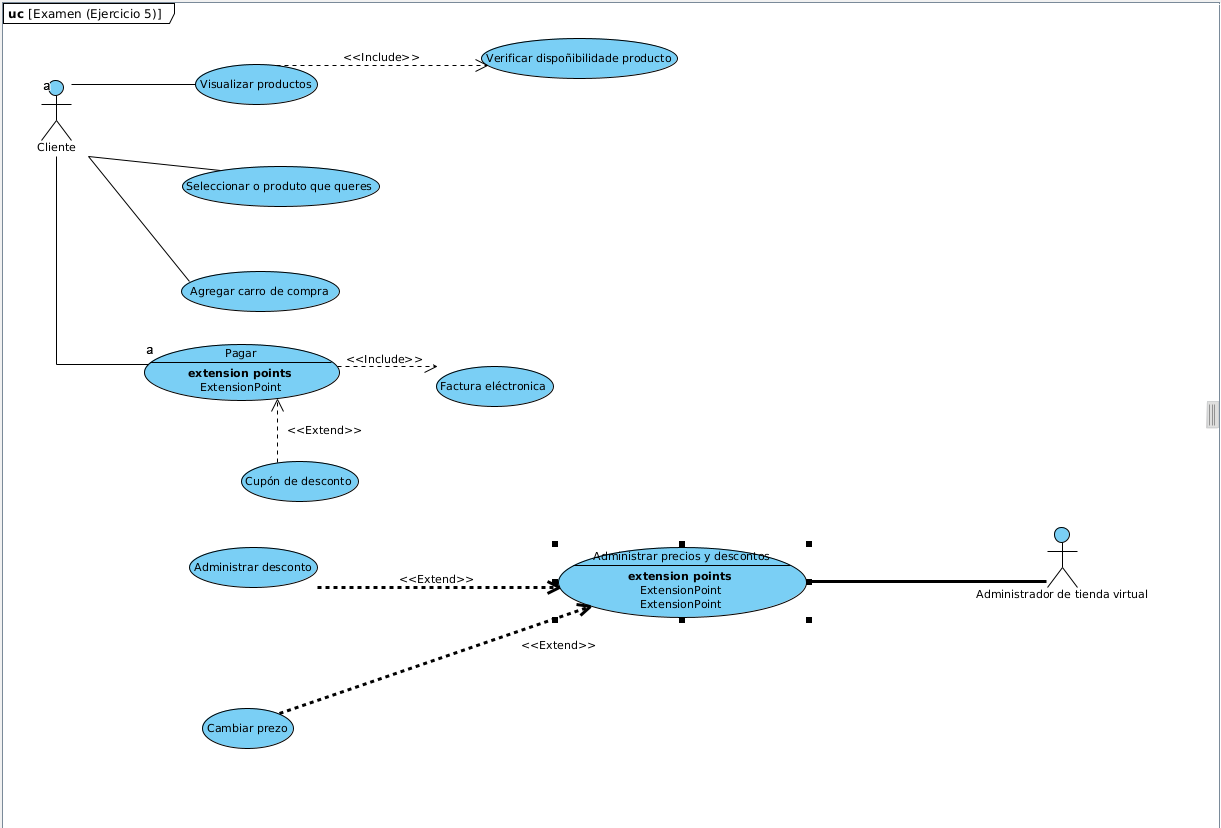 uc [Examen (Ejercicio 5)]
<<Include>>
Verificar dispoñibilidade producto
Visualizar productos
a
Cliente
Seleccionar o produto que queres
Agregar carro de compra
a
Pagar
<<Include>>
extension points
ExtensionPoint
Factura eléctronica
<<Extend>>
Cupón de desconto
Administrar desconto
<<Extend>>
Administrar precios y descontos
extension points
ExtensionPoint
ExtensionPoint
Administrador de tienda virtual
<<Extend>>
Cambiar prezo